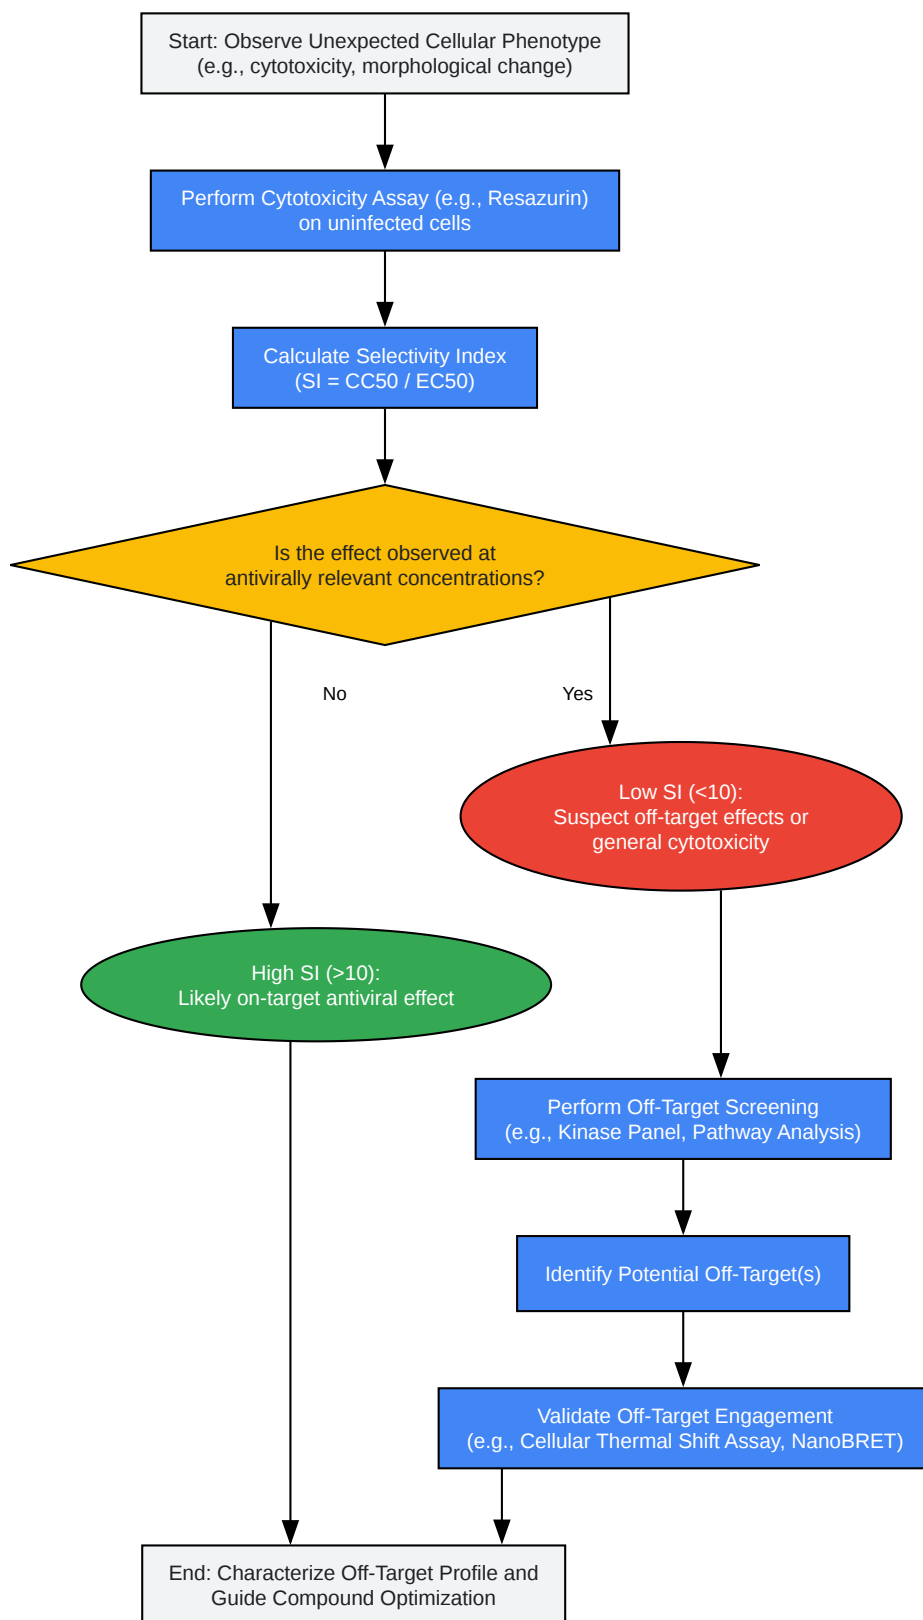 Start: Observe Unexpected Cellular Phenotype
(e.g., cytotoxicity, morphological change)
Perform Cytotoxicity Assay (e.g., Resazurin)
on uninfected cells
Calculate Selectivity Index
(SI = CC50 / EC50)
Is the effect observed at
antivirally relevant concentrations?
No
Yes
Low SI (<10):
Suspect off-target effects or
general cytotoxicity
High SI (>10):
Likely on-target antiviral effect
Perform Off-Target Screening
(e.g., Kinase Panel, Pathway Analysis)
Identify Potential Off-Target(s)
Validate Off-Target Engagement
(e.g., Cellular Thermal Shift Assay, NanoBRET)
End: Characterize Off-Target Profile and
Guide Compound Optimization